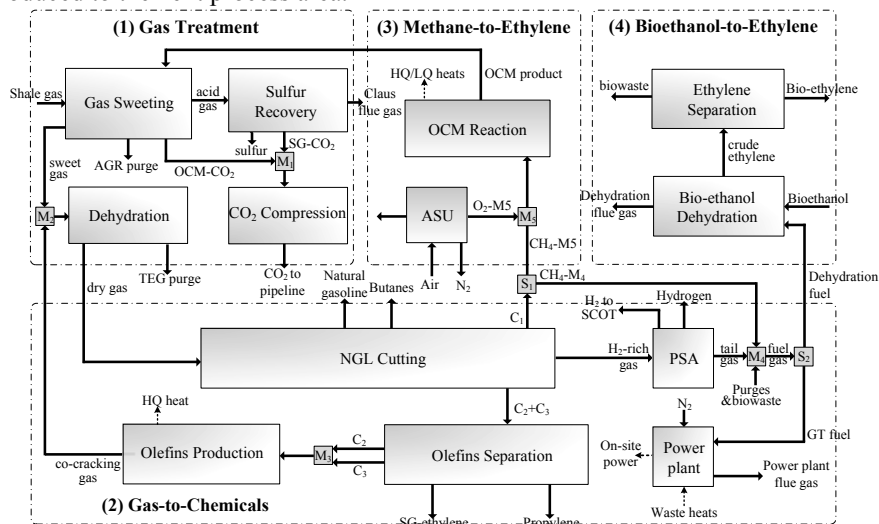 (1) Gas Treatment
(3) Methane-to-Ethylene
(4) Bioethanol-to-Ethylene
HQ/LQ heats
OCM product
Shale gas
Gas Sweeting
acid
gas
Sulfur
Recovery
Claus
flue gas
OCM Reaction
biowaste
Ethylene
Separation
Bio-ethylene
sweet
gas
AGR purge
OCM-CO2
sulfur
SG-CO2
M1
crude
ethylene
M2
Dehydration
CO2 Compression
ASU
O2-M5
M5
Dehydration
flue gas
Bio-ethanol
Dehydration
Bioethanol
dry gas
TEG purge
CO2 to
pipeline
Air
N2
CH4-M5
S1
CH4-M4
Dehydration
fuel
Natural
gasoline
Butanes
C1
H2 to
SCOT
Hydrogen
NGL Cutting
H2-rich
gas
PSA
tail
gas
M4
fuel
gas
S2
Purges
&biowaste
HQ heat
C2+C3
N2
co-cracking
gas
Olefins Production
M3
C2
C3
Olefins Separation
On-site
power
Power
plant
GT fuel
Power plant
flue gas
Waste heats
(2) Gas-to-Chemicals
SG-ethylene
Propylene